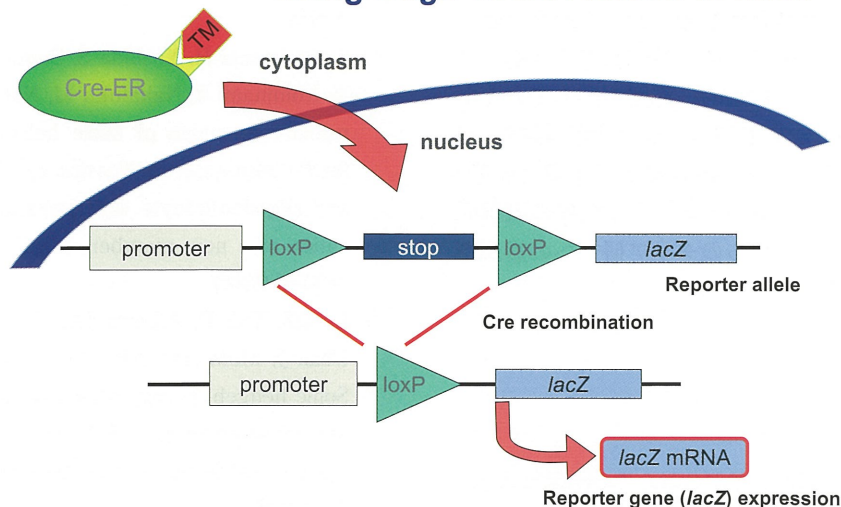 TM
Cre-ER
cytoplasm
nucleus
promoter loxP stop loxP lacZ
Reporter allele
Cre recombination
promoter loxP lacZ
lacZ mRNA
Reporter gene (lacZ) expression